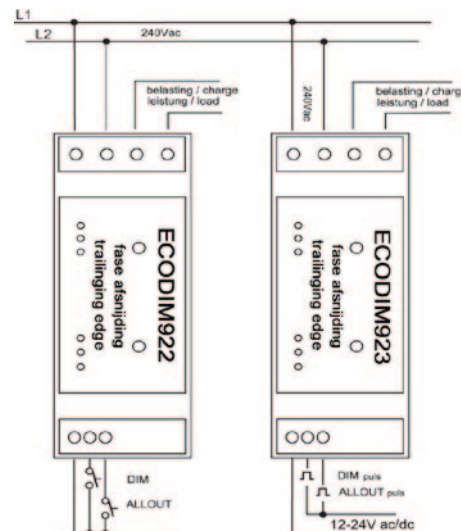 L1
L2
240Vac
belasting / charge
leistung / load
ECODIM922
fase afsnijding
trailinging edge
DIM
ALLOUT
240Vac
belasting / charge
leistung / load
ECODIM923
fase afsnijding
trailinging edge
DIM puls
ALLOUT puls
12-24V ac/dc